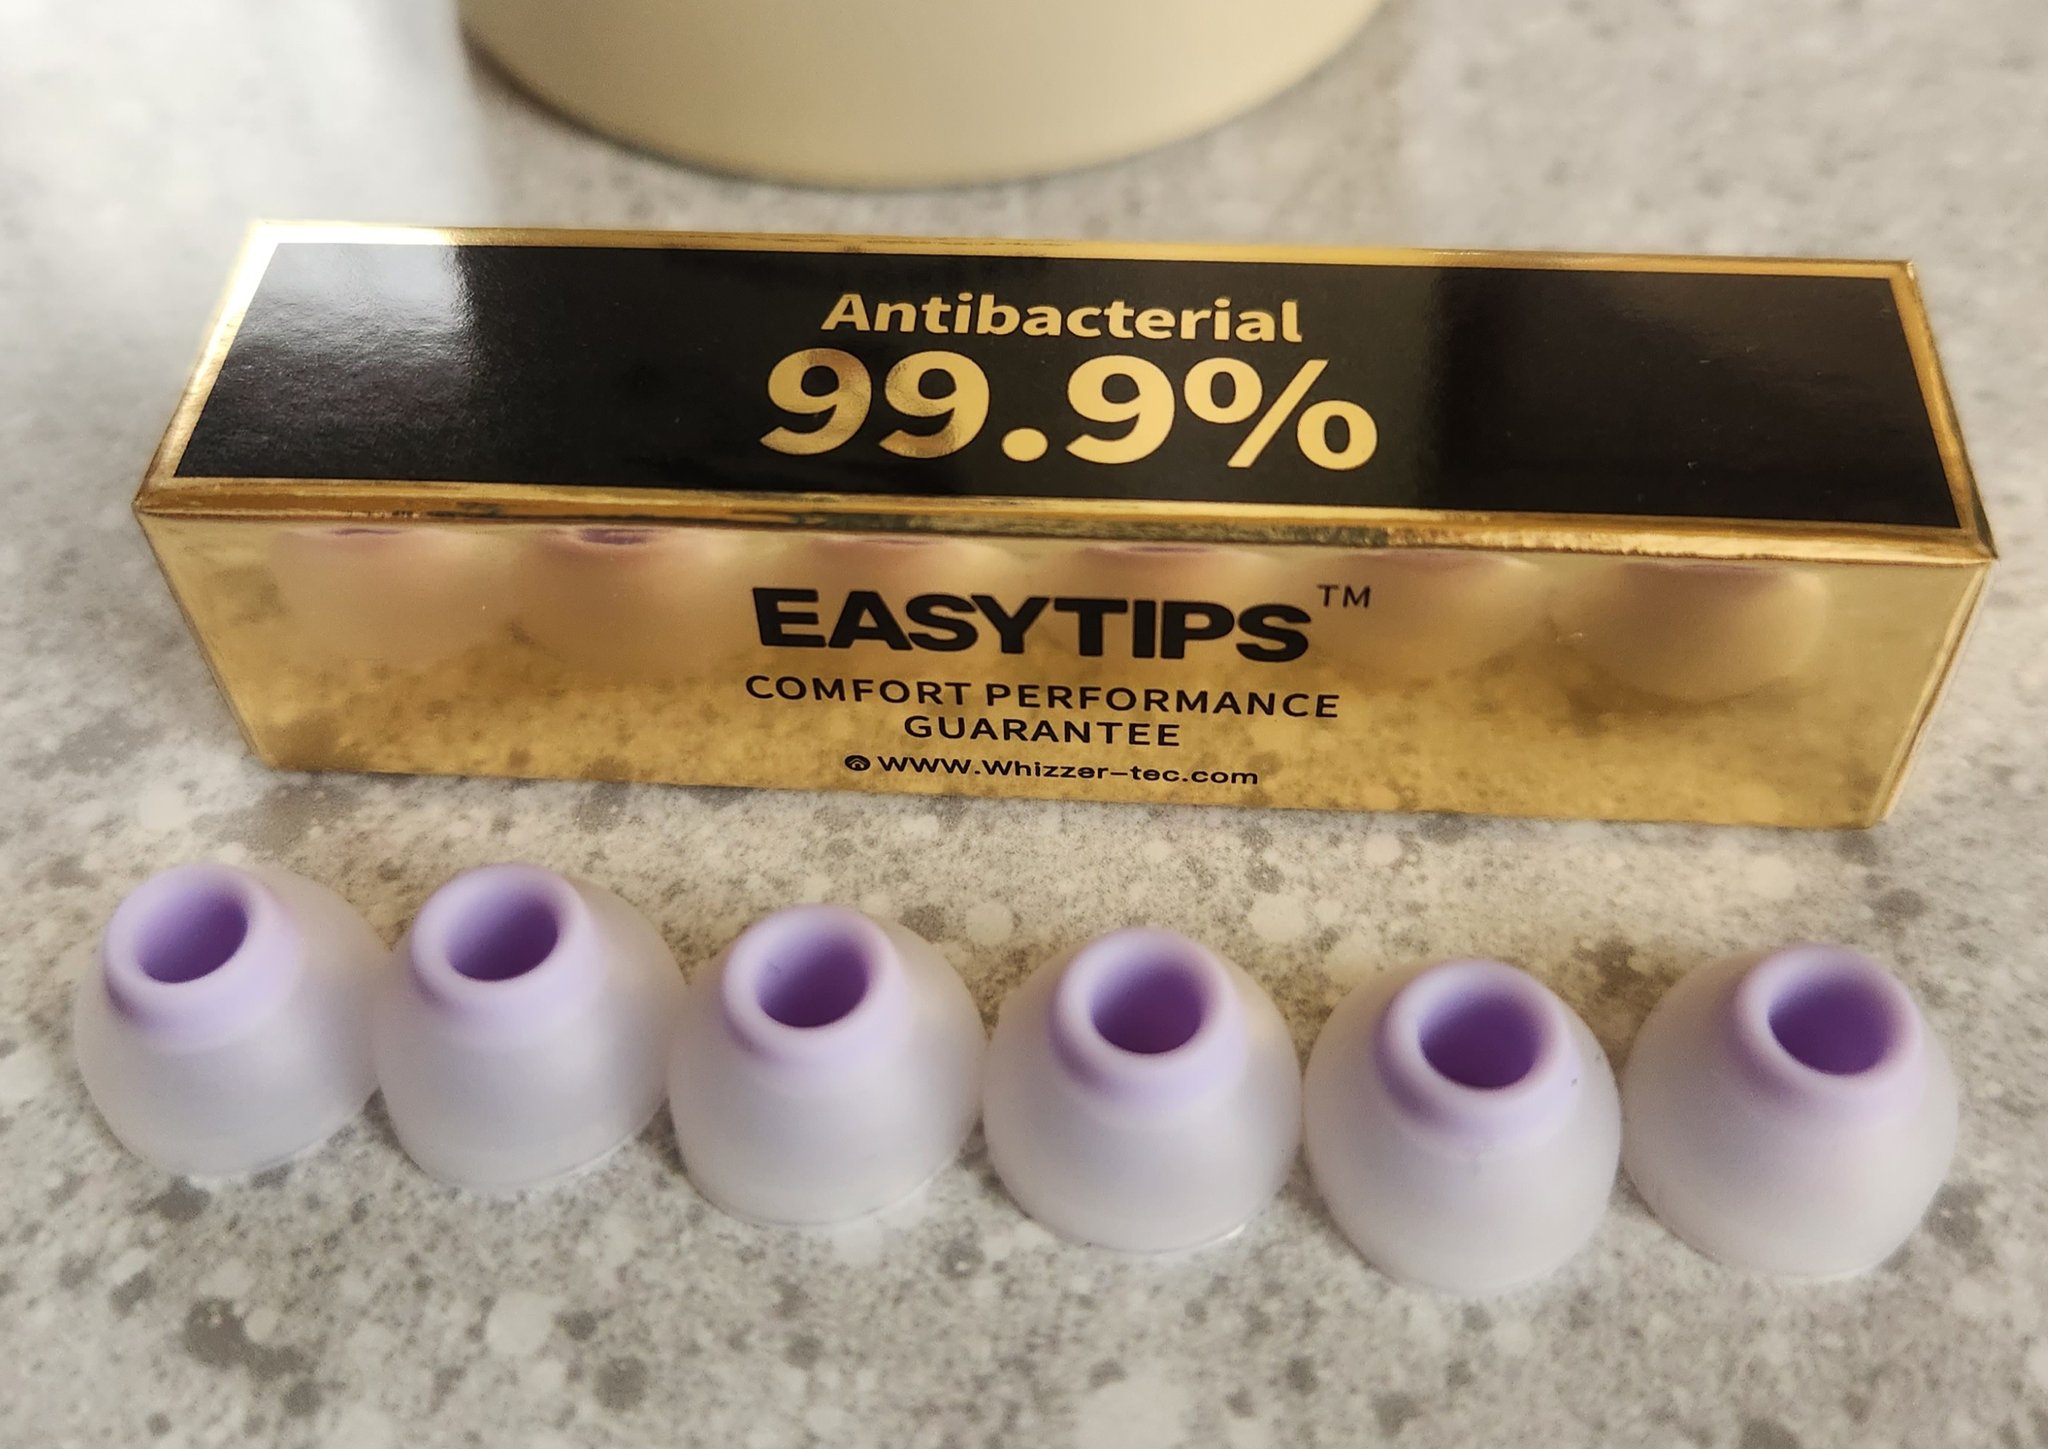 Antibacterial
99.9%
EASYTIPS™
COMFORT PERFORMANCE
GUARANTEE
WWW.Whizzer-tec.com